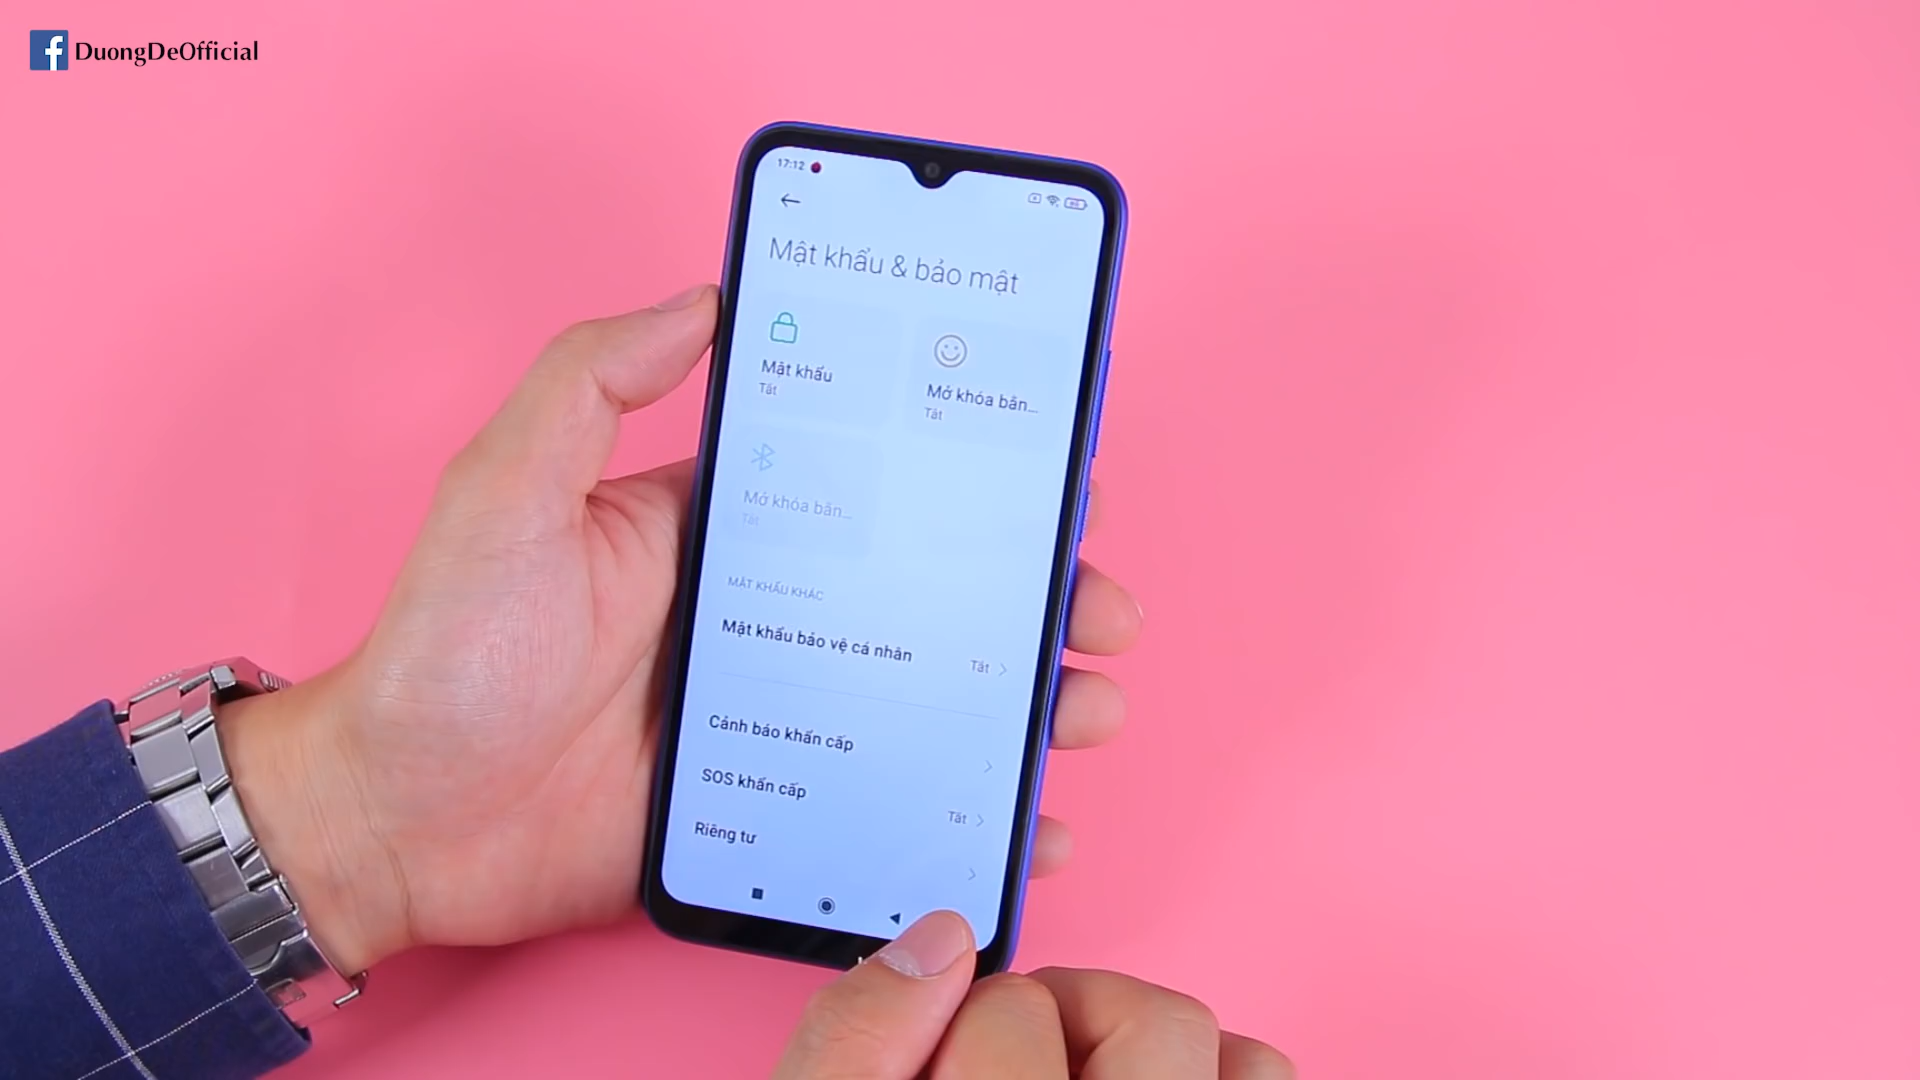 DuongDeOfficial
17:12
Mật khẩu & bảo mật
Mật khẩu
Tắt
Mở khóa bằn...
Tắt
Mở khóa bằn...
Tắt
MẬT KHẨU KHÁC
Mật khẩu bảo vệ cá nhân
Tắt
Cảnh báo khẩn cấp
SOS khẩn cấp
Tắt
Riêng tư